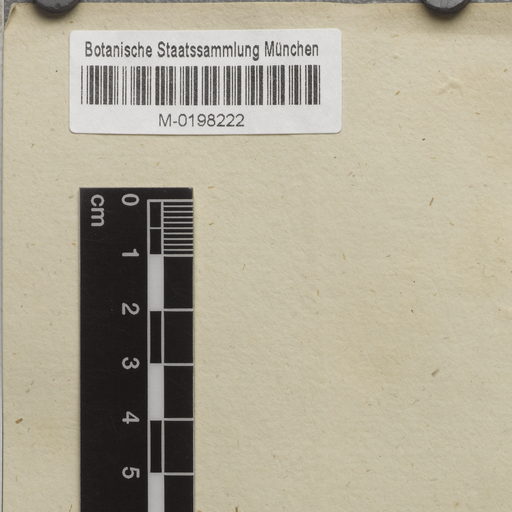 Botanische Staatssammlung München
M-0198222
cm
0
1
2
3
4
5